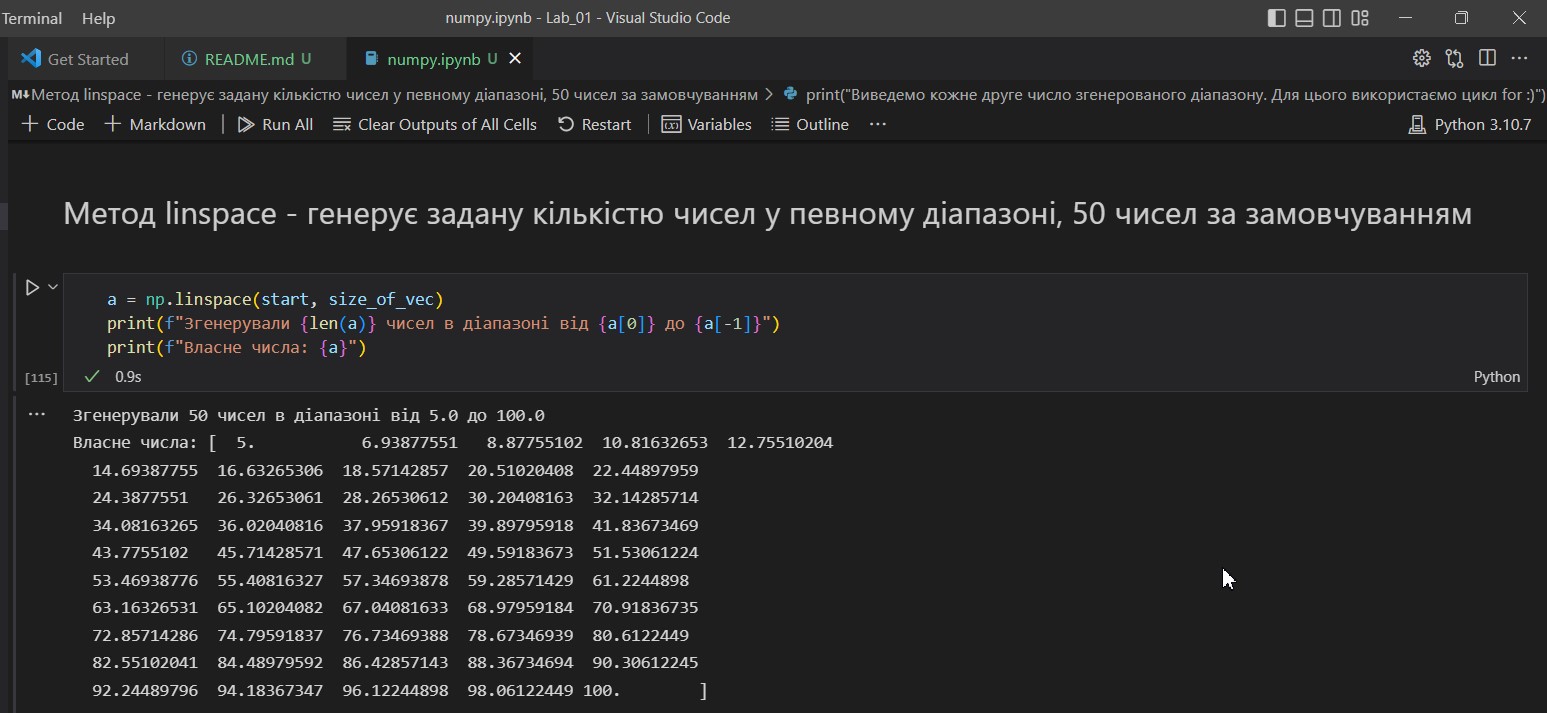 Terminal Help numpy.ipynb - Lab_01 - Visual Studio Code
Get Started README.md U numpy.ipynb U
M↓Метод linspace - генерує задану кількістю чисел у певному діапазоні, 50 чисел за замовчуванням > print("Виведемо кожне друге число згенерованого діапазону. Для цього використаємо цикл for :)")
+ Code + Markdown Run All Clear Outputs of All Cells Restart Variables Outline ... Python 3.10.7
Метод linspace - генерує задану кількістю чисел у певному діапазоні, 50 чисел за замовчуванням
a = np.linspace(start, size_of_vec)
print(f"Згенерували {len(a)} чисел в діапазоні від {a[0]} до {a[-1]}")
print(f"Власне числа: {a}")
[115] 0.9s Python
Згенерували 50 чисел в діапазоні від 5.0 до 100.0
Власне числа: [ 5. 6.93877551 8.87755102 10.81632653 12.75510204
14.69387755 16.63265306 18.57142857 20.51020408 22.44897959
24.3877551 26.32653061 28.26530612 30.20408163 32.14285714
34.08163265 36.02040816 37.95918367 39.89795918 41.83673469
43.7755102 45.71428571 47.65306122 49.59183673 51.53061224
53.46938776 55.40816327 57.34693878 59.28571429 61.2244898
63.16326531 65.10204082 67.04081633 68.97959184 70.91836735
72.85714286 74.79591837 76.73469388 78.67346939 80.6122449
82.55102041 84.48979592 86.42857143 88.36734694 90.30612245
92.24489796 94.18367347 96.12244898 98.06122449 100. ]